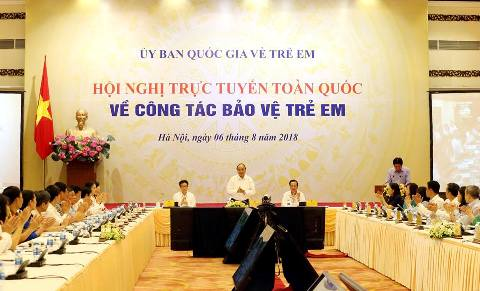 ỦY BAN QUỐC GIA VỀ TRẺ EM
HỘI NGHỊ TRỰC TUYẾN TOÀN QUỐC
VỀ CÔNG TÁC BẢO VỆ TRẺ EM
Hà Nội, ngày 06 tháng 8 năm 2018